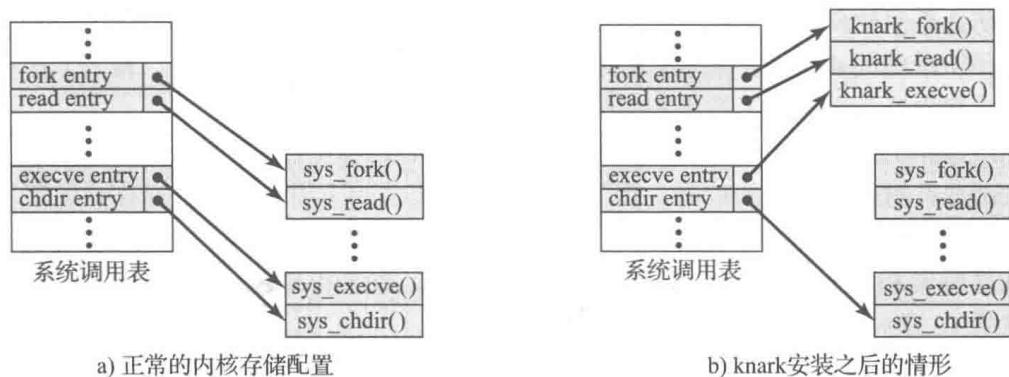 fork entry
read entry
execve entry
chdir entry
系统调用表
sys_fork()
sys_read()
sys_execve()
sys_chdir()
a) 正常的内核存储配置
fork entry
read entry
execve entry
chdir entry
系统调用表
knark_fork()
knark_read()
knark_execve()
sys_fork()
sys_read()
sys_execve()
sys_chdir()
b) knark安装之后的情形